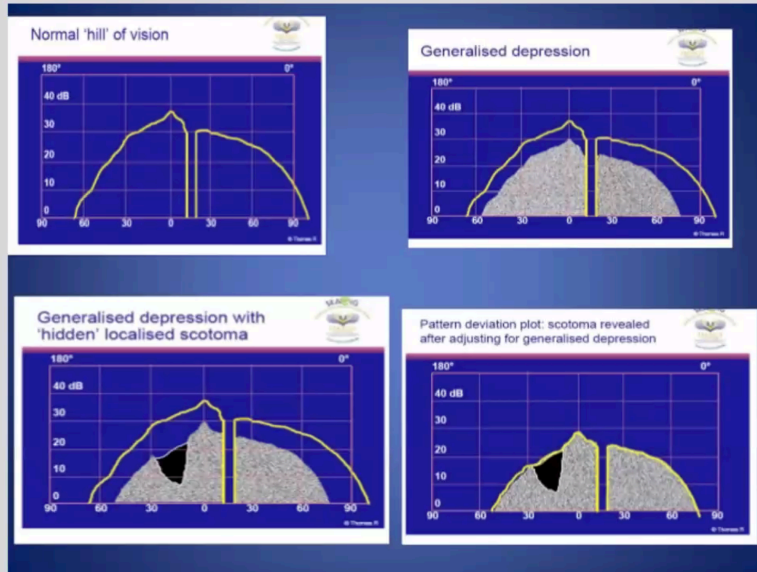 Normal 'hill' of vision
180° 0°
40 dB
30
20
10
0
90 60 30 0 30 60 90
© Thomas R
Generalised depression
180° 0°
40 dB
30
20
10
0
90 60 30 0 30 60 90
© Thomas R
Generalised depression with
'hidden' localised scotoma
180° 0°
40 dB
30
20
10
0
90 60 30 0 30 60 90
© Thomas R
Pattern deviation plot: scotoma revealed
after adjusting for generalised depression
180° 0°
40 dB
30
20
10
0
90 60 30 0 30 60 90
© Thomas R